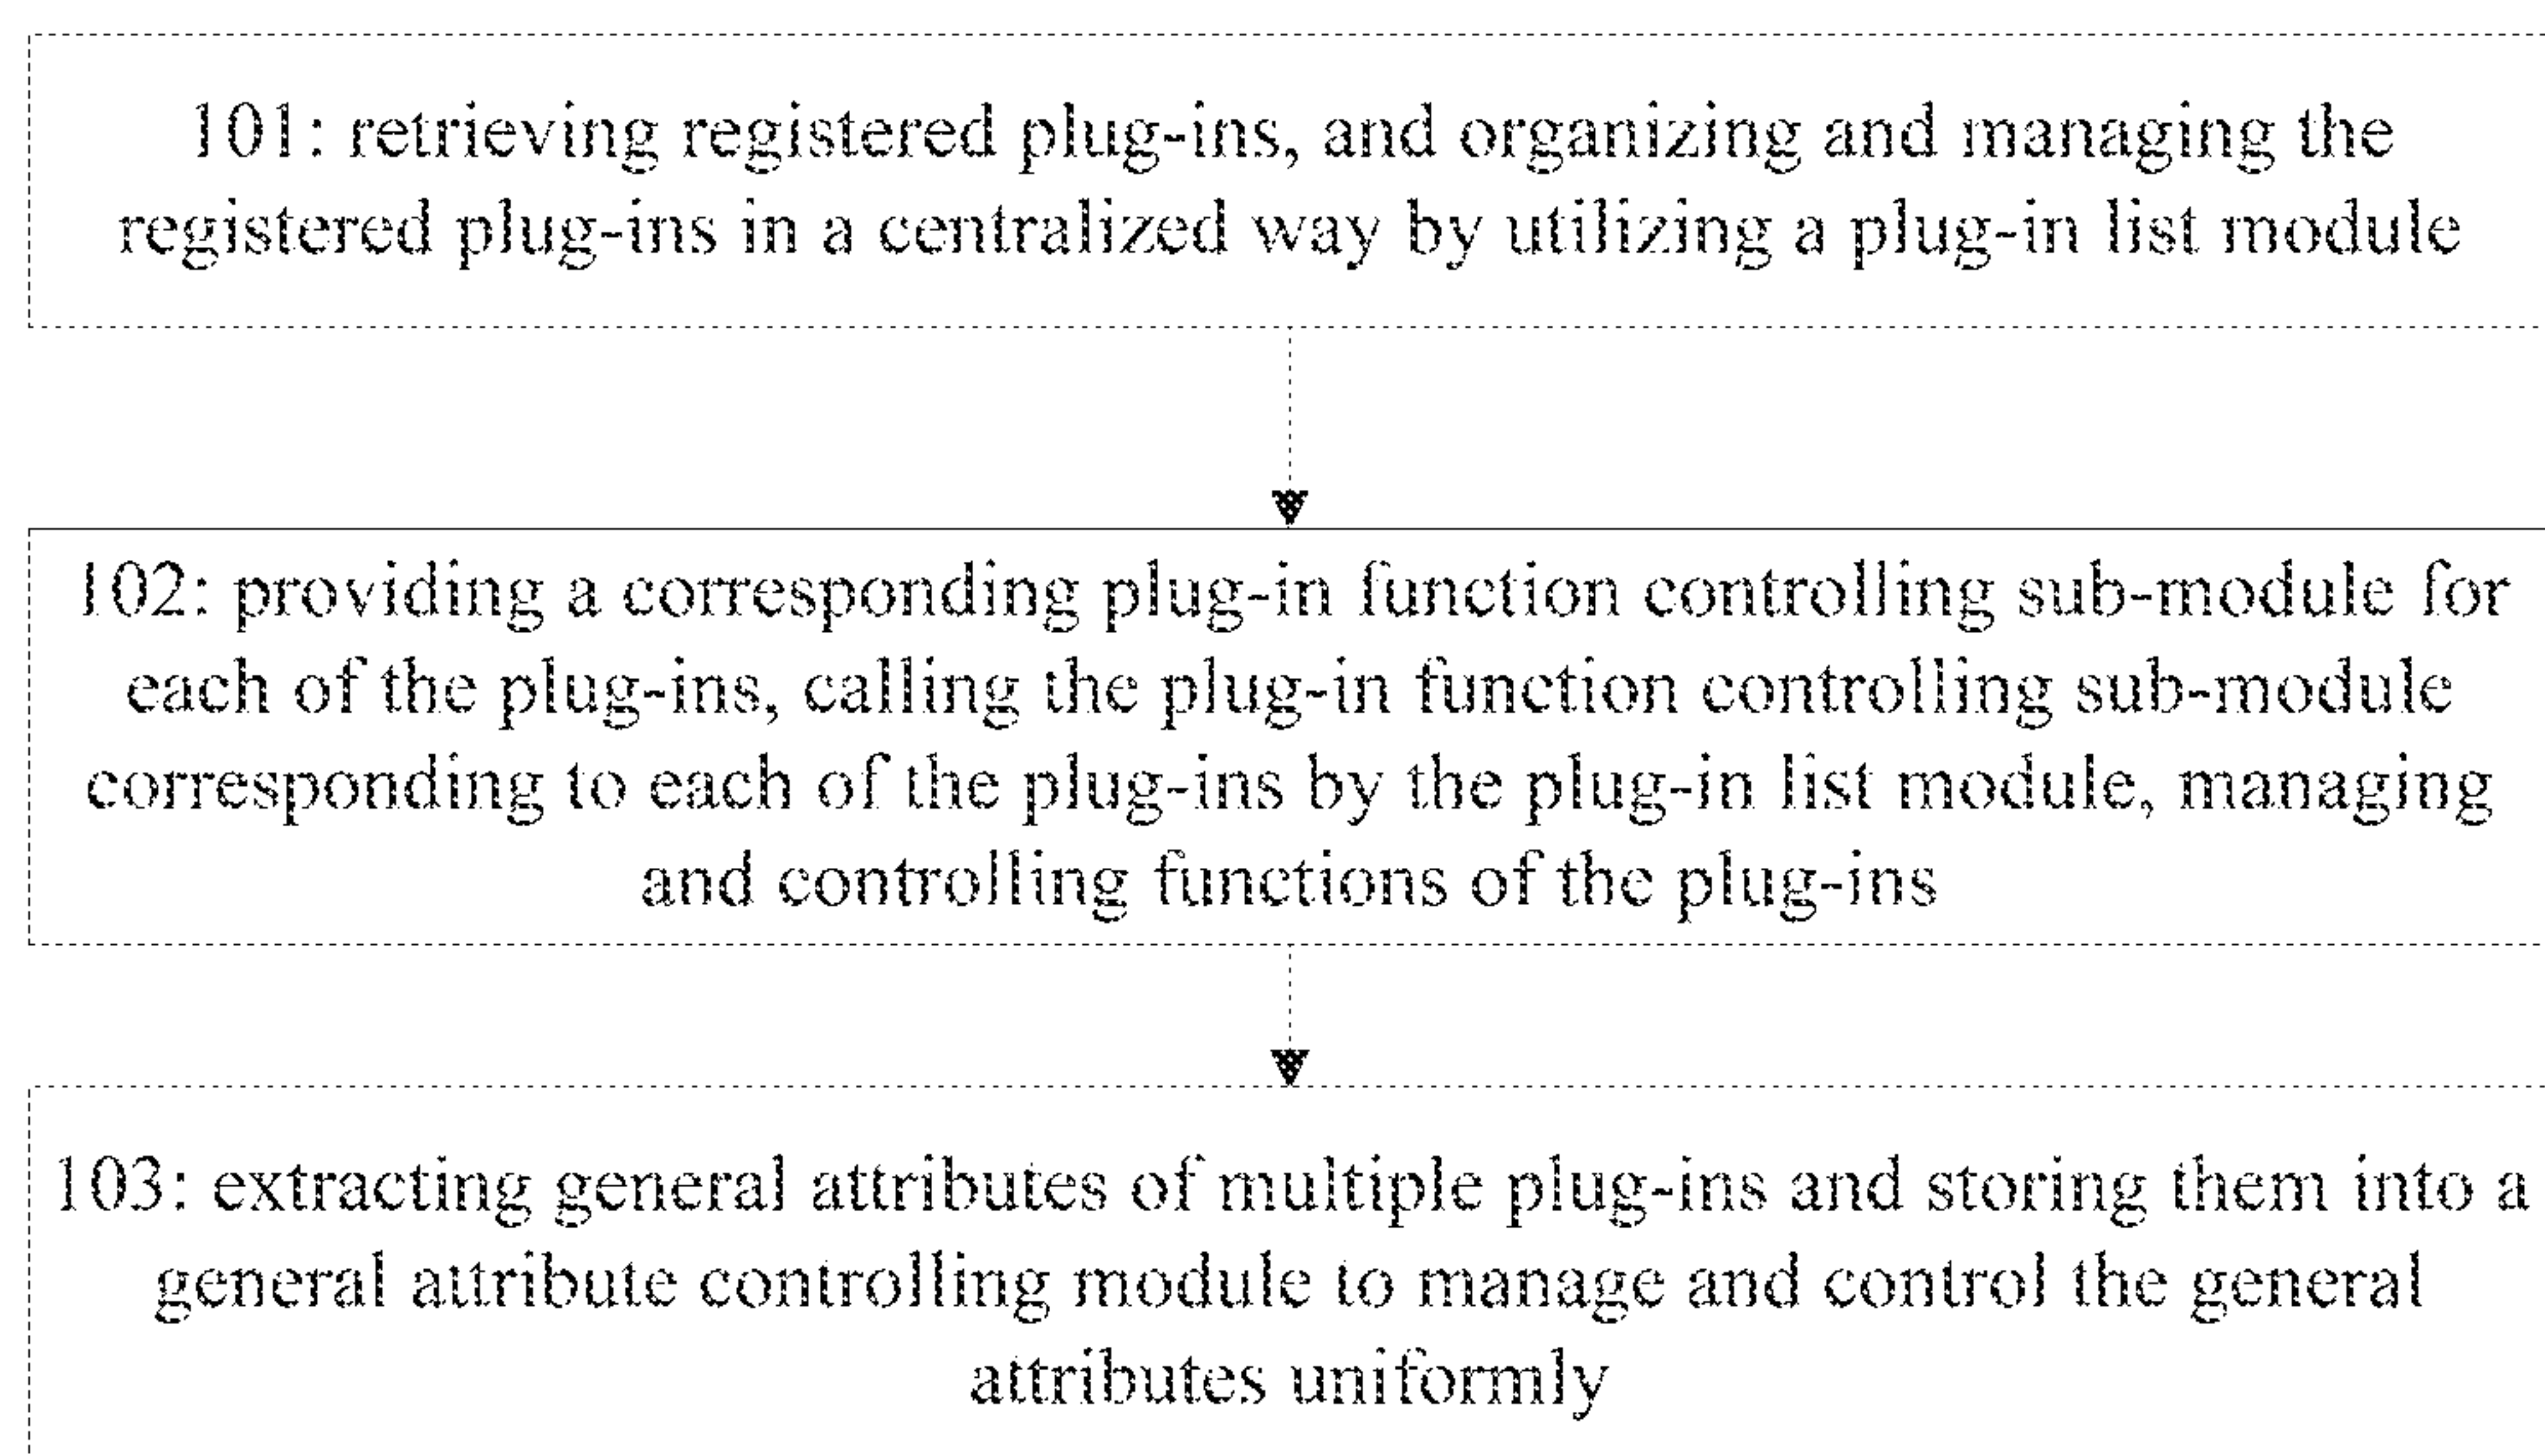 101: retrieving registered plug-ins, and organizing and managing the
registered plug-ins in a centralized way by utilizing a plug-in list module
102: providing a corresponding plug-in function controlling sub-module for
each of the plug-ins, calling the plug-in function controlling sub-module
corresponding to each of the plug-ins by the plug-in list module, managing
and controlling functions of the plug-ins
103: extracting general attributes of multiple plug-ins and storing them into a
general attribute controlling module to manage and control the general
attributes uniformly